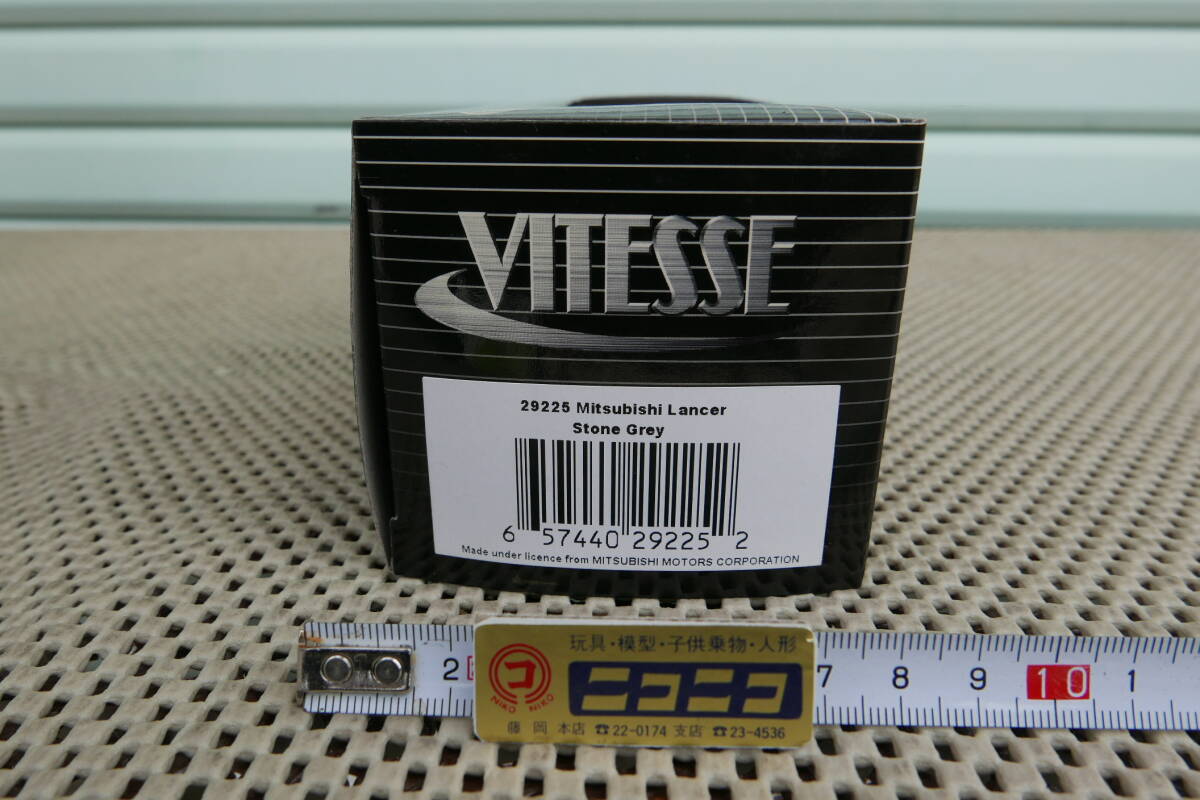 VITESSE
29225 Mitsubishi Lancer
Stone Grey
6 57440 29225 2
Made under licence from MITSUBISHI MOTORS CORPORATION
玩具・模型・子供乗物・人形
コ ニコニコ
NIKO NIKO
藤岡 本店 ☎22-0174 支店 ☎23-4536
2 7 8 9 10 1